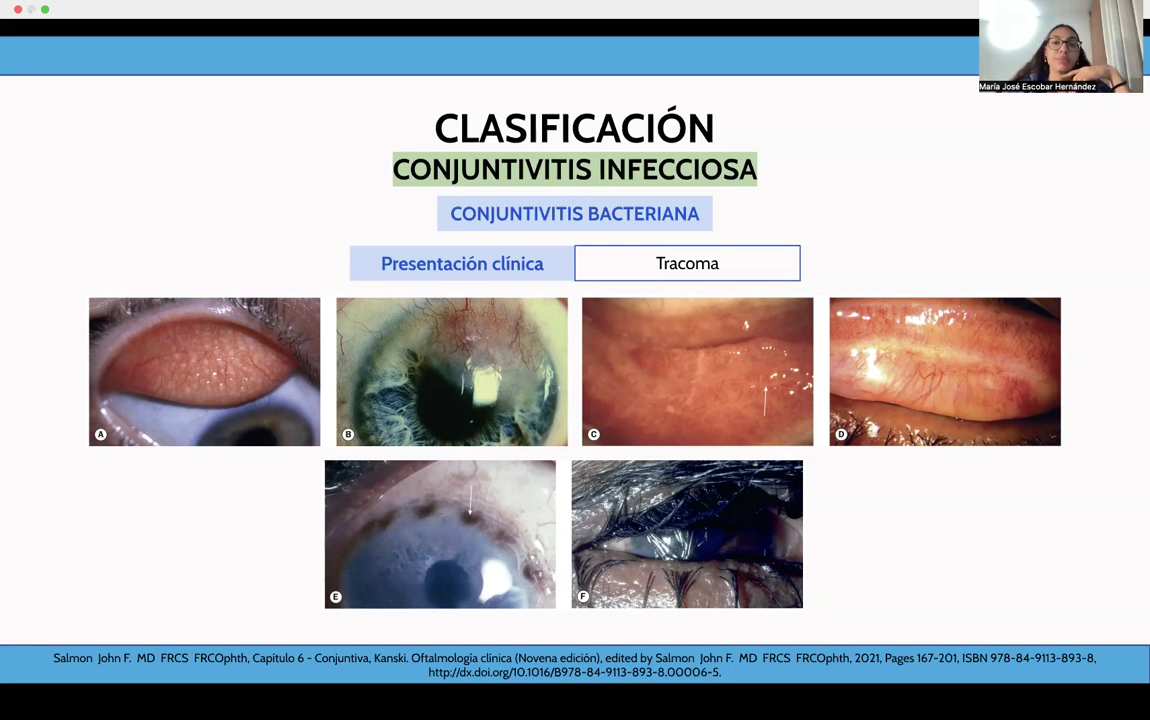 María José Escobar Hernández
CLASIFICACIÓN
CONJUNTIVITIS INFECCIOSA
CONJUNTIVITIS BACTERIANA
Presentación clínica
Tracoma
A
B
C
D
E
F
Salmon John F. MD FRCS FRCOphth, Capítulo 6 - Conjuntiva, Kanski. Oftalmología clínica (Novena edición), edited by Salmon John F. MD FRCS FRCOphth, 2021, Pages 167-201, ISBN 978-84-9113-893-8,
http://dx.doi.org/10.1016/B978-84-9113-893-8.00006-5.